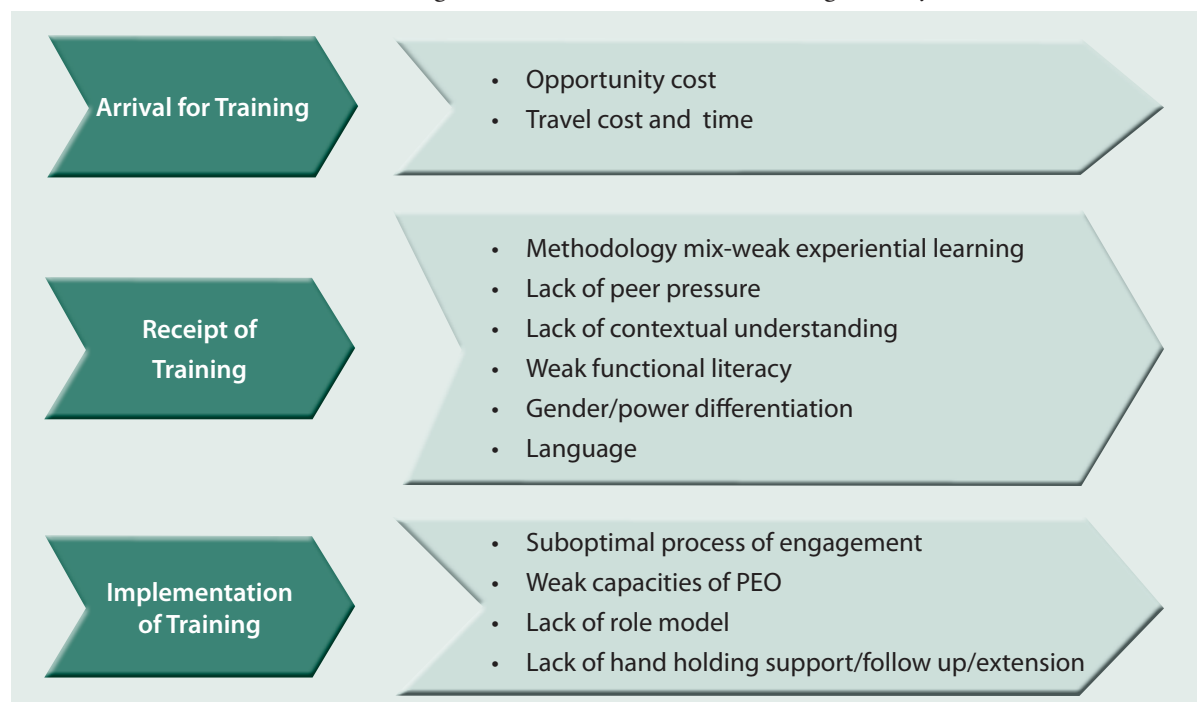 Arrival for Training
• Opportunity cost
• Travel cost and time
Receipt of
Training
• Methodology mix-weak experiential learning
• Lack of peer pressure
• Lack of contextual understanding
• Weak functional literacy
• Gender/power differentiation
• Language
Implementation
of Training
• Suboptimal process of engagement
• Weak capacities of PEO
• Lack of role model
• Lack of hand holding support/follow up/extension